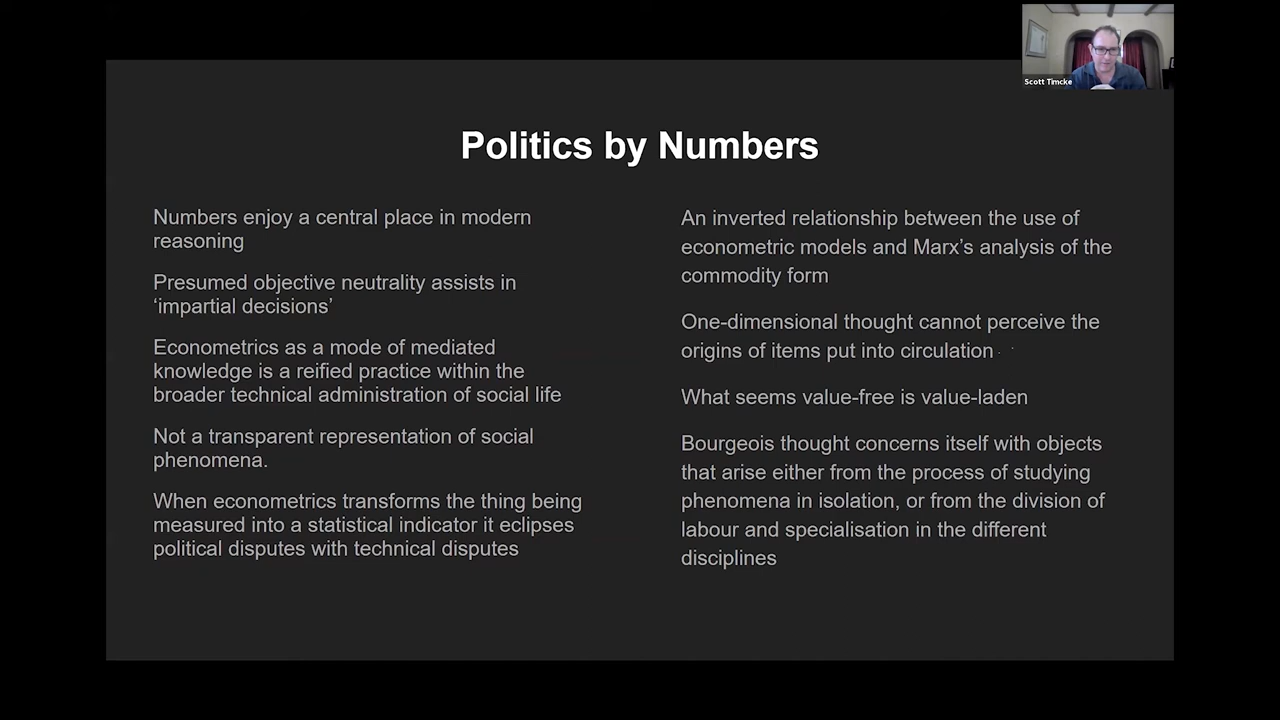 Scott Timcke
Politics by Numbers
Numbers enjoy a central place in modern
reasoning
Presumed objective neutrality assists in
‘impartial decisions’
Econometrics as a mode of mediated
knowledge is a reified practice within the
broader technical administration of social life
Not a transparent representation of social
phenomena.
When econometrics transforms the thing being
measured into a statistical indicator it eclipses
political disputes with technical disputes
An inverted relationship between the use of
econometric models and Marx’s analysis of the
commodity form
One-dimensional thought cannot perceive the
origins of items put into circulation
What seems value-free is value-laden
Bourgeois thought concerns itself with objects
that arise either from the process of studying
phenomena in isolation, or from the division of
labour and specialisation in the different
disciplines